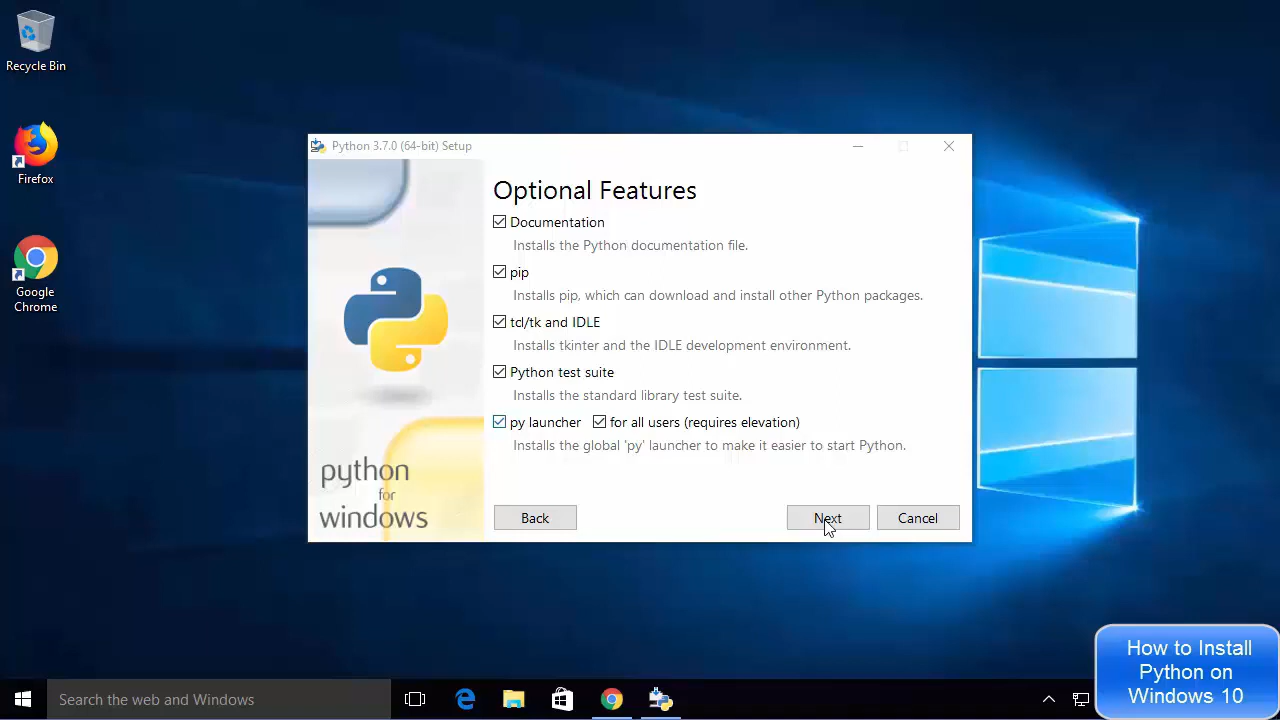 Recycle Bin
Firefox
Google
Chrome
Python 3.7.0 (64-bit) Setup
Optional Features
Documentation
Installs the Python documentation file.
pip
Installs pip, which can download and install other Python packages.
tcl/tk and IDLE
Installs tkinter and the IDLE development environment.
Python test suite
Installs the standard library test suite.
py launcher for all users (requires elevation)
Installs the global 'py' launcher to make it easier to start Python.
python
for
windows
Back Next Cancel
Search the web and Windows
How to Install
Python on
Windows 10